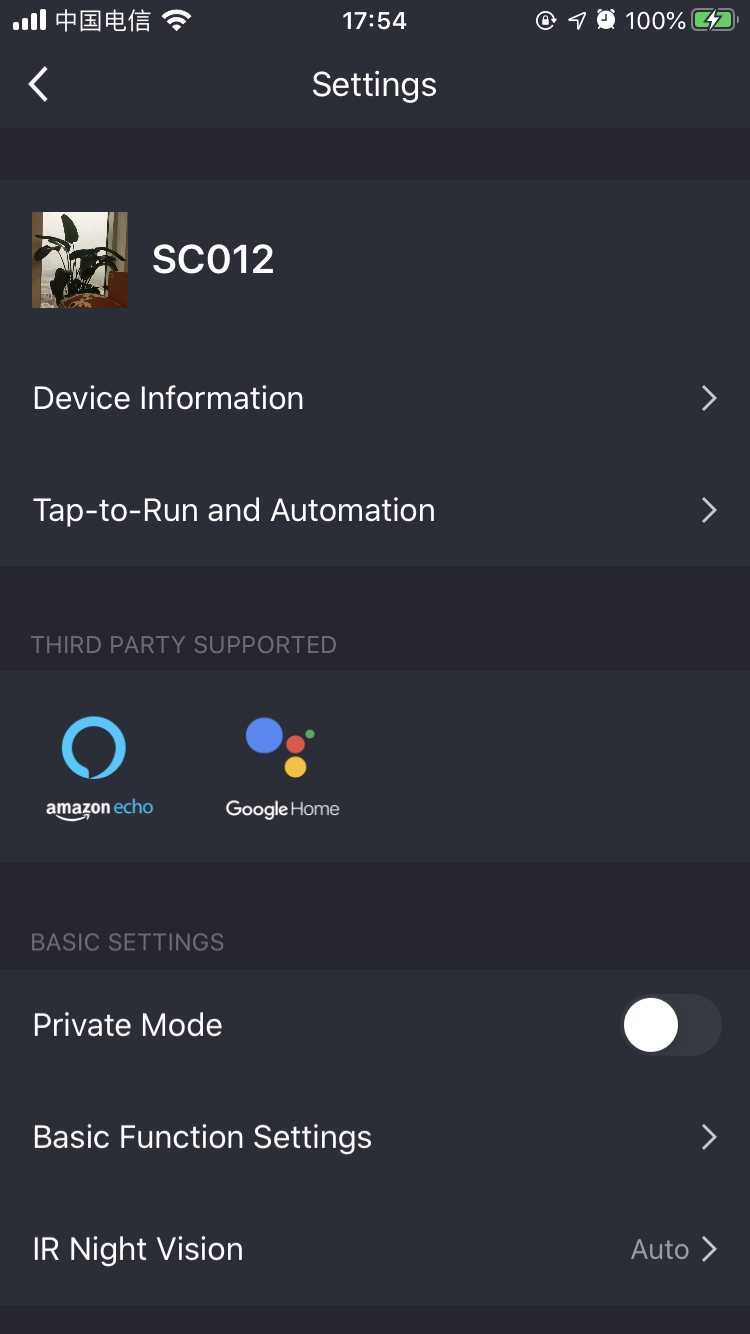 中国电信 17:54 100%
Settings
SC012
Device Information
Tap-to-Run and Automation
THIRD PARTY SUPPORTED
amazon echo Google Home
BASIC SETTINGS
Private Mode
Basic Function Settings
IR Night Vision Auto